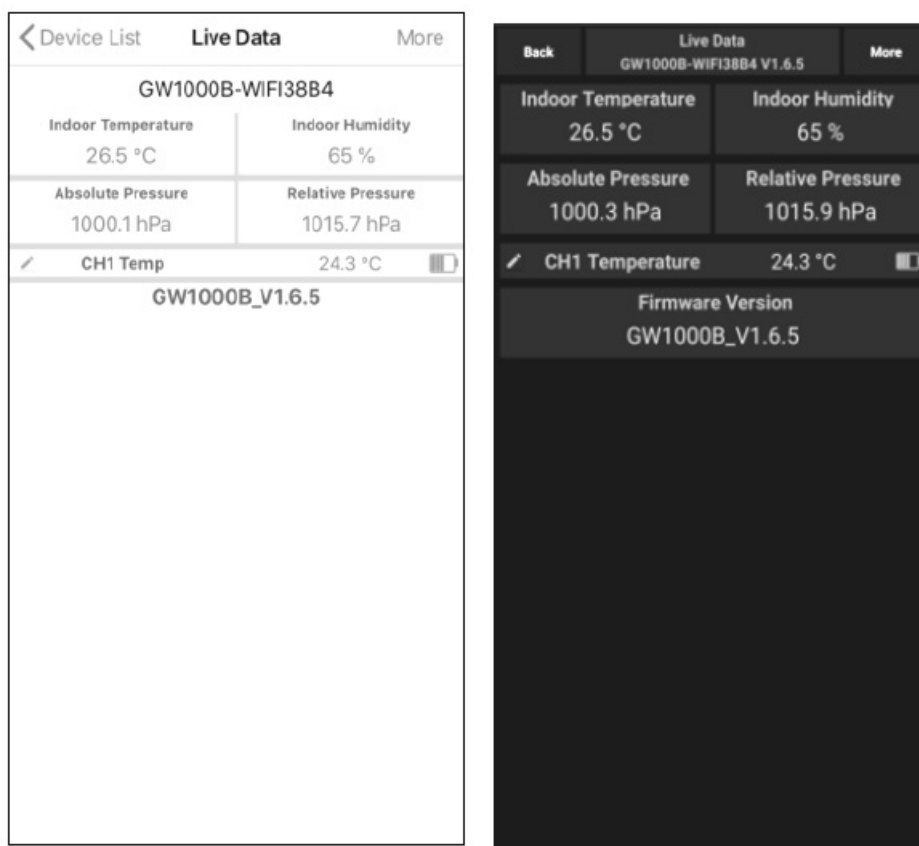 Device List Live Data More
GW1000B-WIFI38B4
Indoor Temperature Indoor Humidity
26.5 °C 65 %
Absolute Pressure Relative Pressure
1000.1 hPa 1015.7 hPa
CH1 Temp 24.3 °C
GW1000B_V1.6.5
Back Live Data More
GW1000B-WIFI38B4 V1.6.5
Indoor Temperature Indoor Humidity
26.5 °C 65 %
Absolute Pressure Relative Pressure
1000.3 hPa 1015.9 hPa
CH1 Temperature 24.3 °C
Firmware Version
GW1000B_V1.6.5